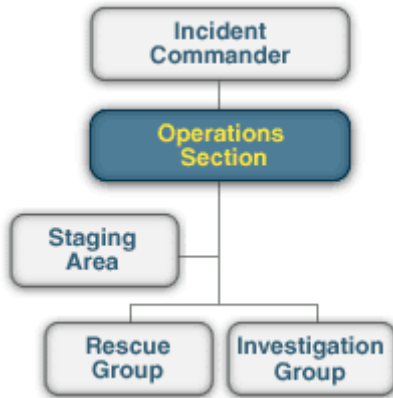 Incident
Commander
Operations
Section
Staging
Area
Rescue
Group
Investigation
Group